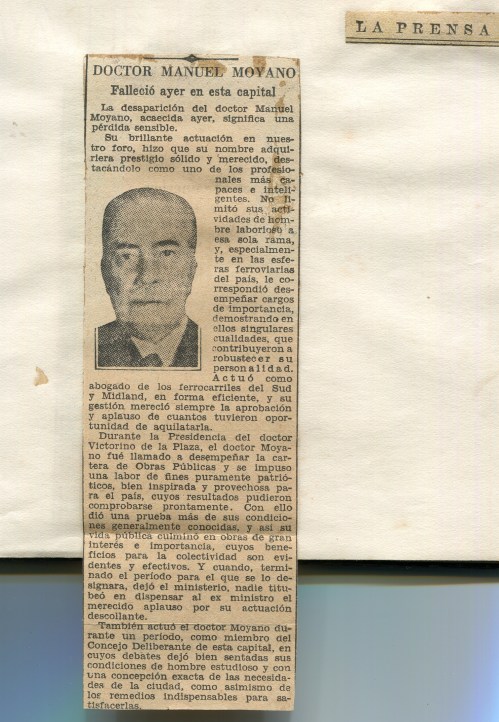 LA PRENSA
DOCTOR MANUEL MOYANO
Falleció ayer en esta capital
La desaparición del doctor Manuel
Moyano, acaecida ayer, significa una
pérdida sensible.
Su brillante actuación en nues-
tro foro, hizo que su nombre adqui-
riera prestigio sólido y merecido, des-
tacándolo como uno de los profesio-
nales más ca-
paces e inteli-
gentes. No li-
mitó sus acti-
vidades de hom-
bre laborioso a
esa sola rama,
y, especialmen-
te en las esfe-
ras ferroviarias
del país, le co-
rrespondió des-
empeñar cargos
de importancia,
demostrando en
ellos singulares
cualidades, que
contribuyeron a
robustecer su
personalidad.
Actuó como
abogado de los ferrocarriles del Sud
y Midland, en forma eficiente, y su
gestión mereció siempre la aprobación
y aplauso de cuantos tuvieron opor-
tunidad de aquilatarla.
Durante la Presidencia del doctor
Victorino de la Plaza, el doctor Moya-
no fué llamado a desempeñar la car-
tera de Obras Públicas y se impuso
una labor de fines puramente patrió-
ticos, bien inspirada y provechosa pa-
ra el país, cuyos resultados pudieron
comprobarse prontamente. Con ello
dió una prueba más de sus condicio-
nes generalmente conocidas, y así su
vida pública culminó en obras de gran
interés e importancia, cuyos bene-
ficios para la colectividad son evi-
dentes y efectivos. Y cuando, termi-
nado el período para el que se lo de-
signara, dejó el ministerio, nadie titu-
beó en dispensar al ex ministro el
merecido aplauso por su actuación
descollante.
También actuó el doctor Moyano du-
rante un período, como miembro del
Concejo Deliberante de esta capital, en
cuyos debates dejó bien sentadas sus
condiciones de hombre estudioso y con
una concepción exacta de las necesida-
des de la ciudad, como asimismo de
los remedios indispensables para sa-
tisfacerlas.